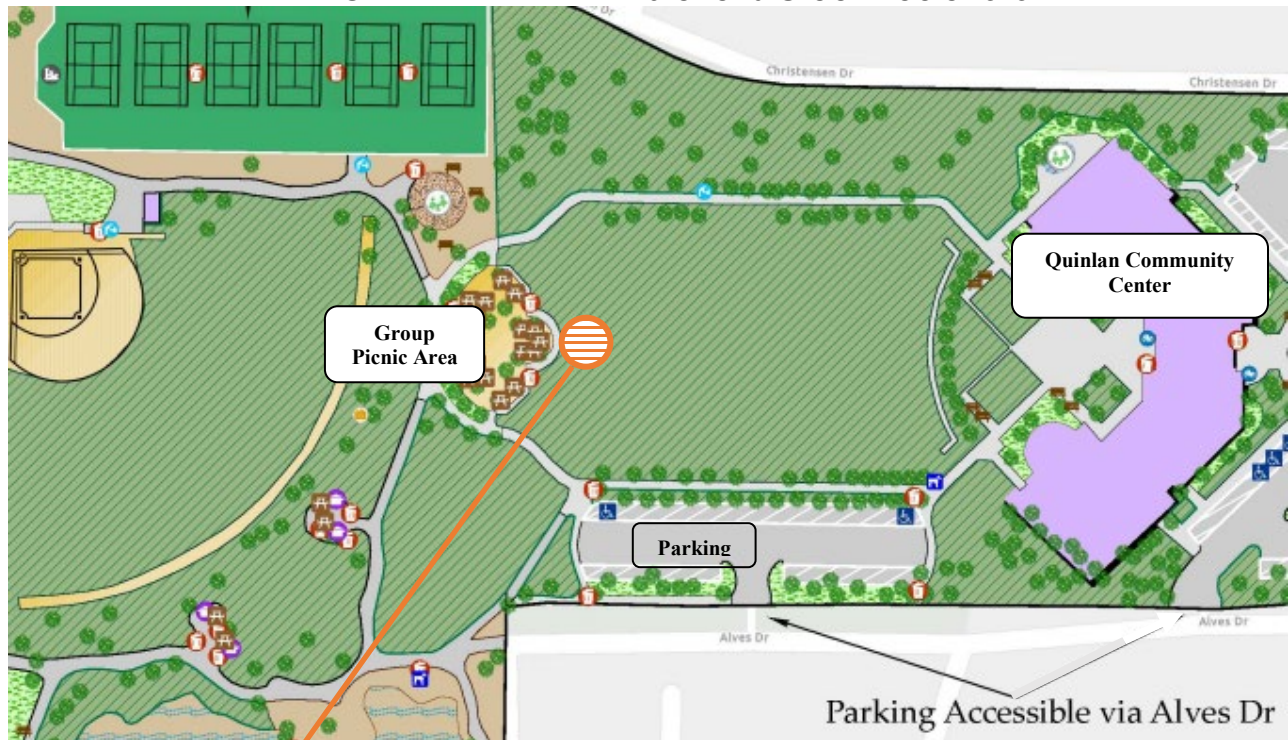 Christensen Dr
Christensen Dr
Quinlan Community
Center
Group
Picnic Area
Parking
Alves Dr
Alves Dr
Parking Accessible via Alves Dr